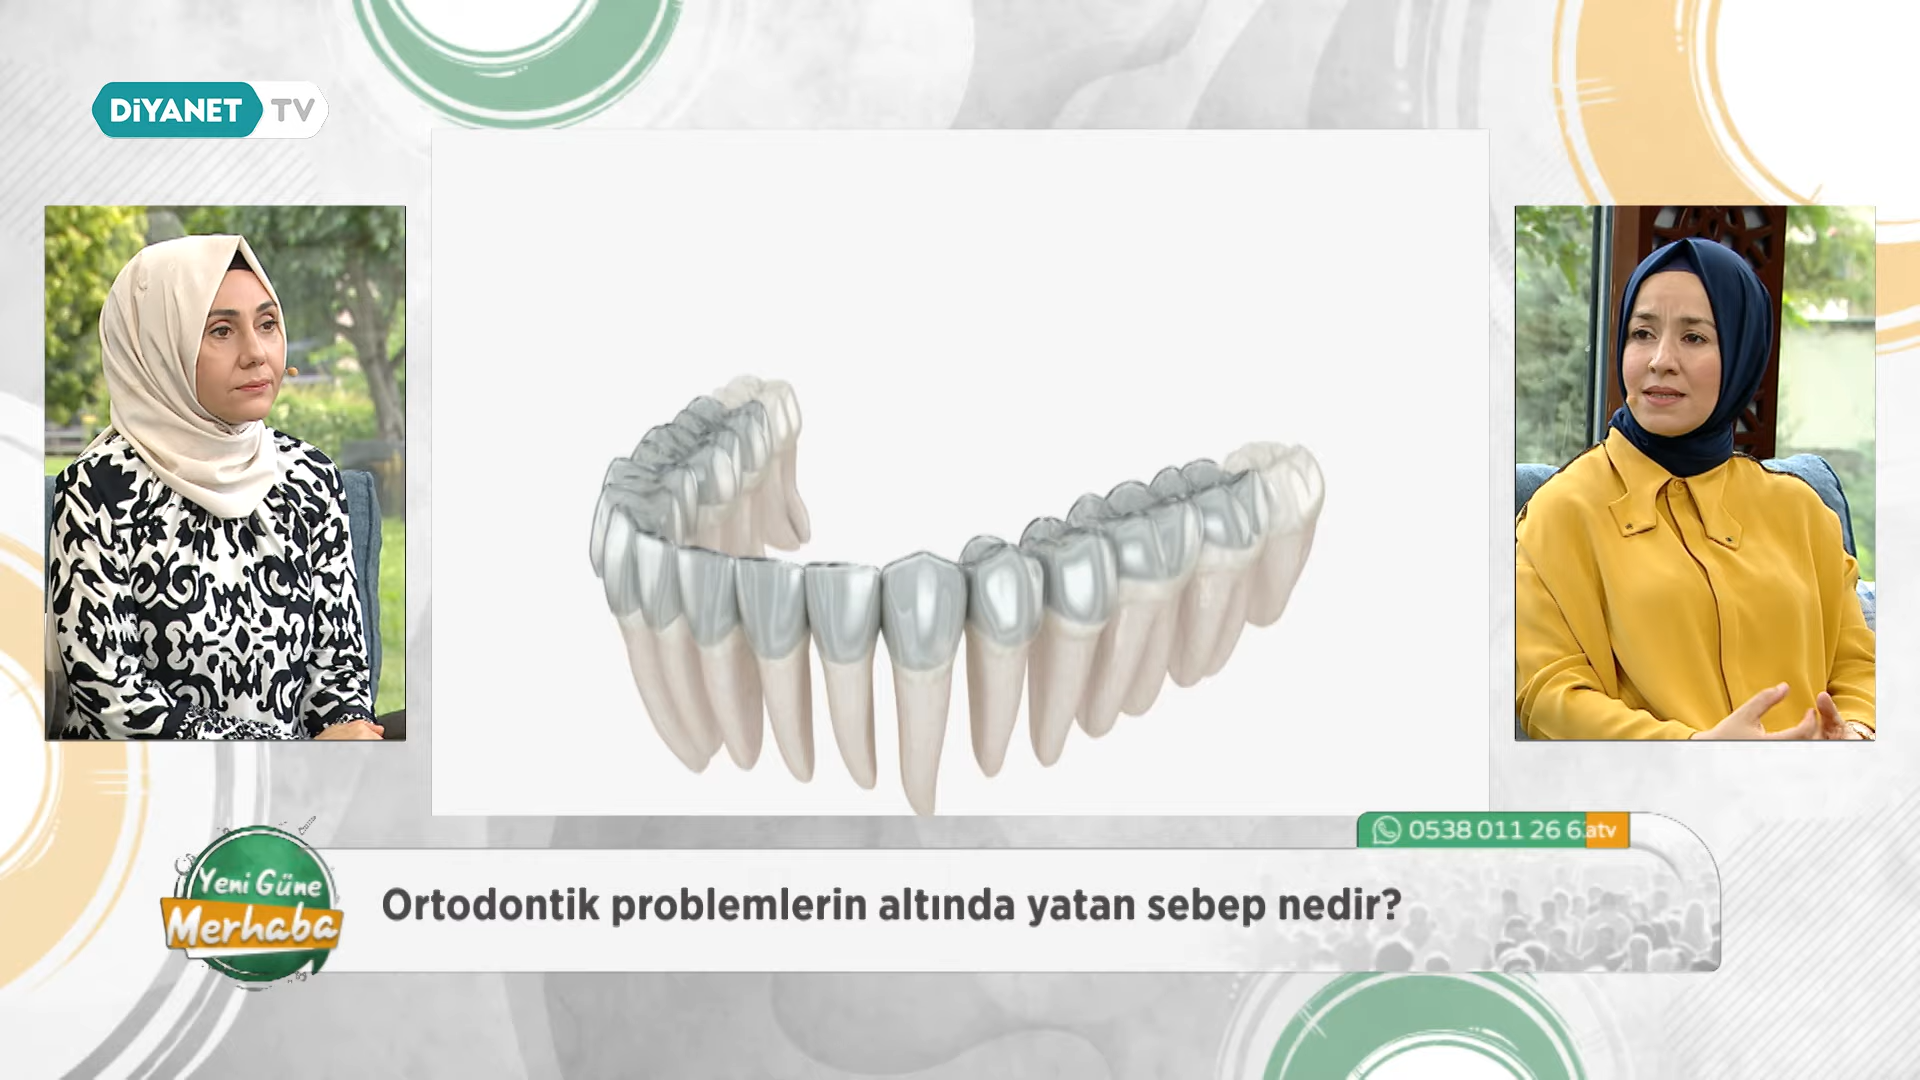 DİYANET TV
0538 011 26 6
atv
Yeni Güne
Merhaba
Ortodontik problemlerin altında yatan sebep nedir?